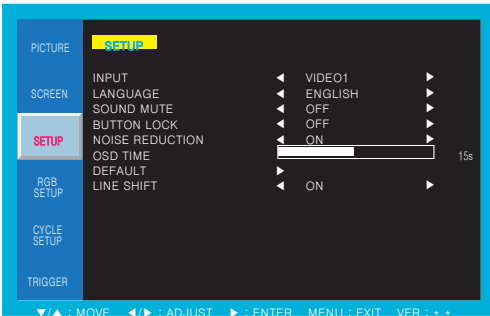 PICTURE
SCREEN
SETUP
RGB
SETUP
CYCLE
SETUP
TRIGGER
SETUP
INPUT ◀ VIDEO1 ▶
LANGUAGE ◀ ENGLISH ▶
SOUND MUTE ◀ OFF ▶
BUTTON LOCK ◀ OFF ▶
NOISE REDUCTION ◀ ON ▶
OSD TIME 15s
DEFAULT ▶
LINE SHIFT ◀ ON ▶
▼/▲ : MOVE ◀/▶ : ADJUST ▶ : ENTER MENU : EXIT VER : * *